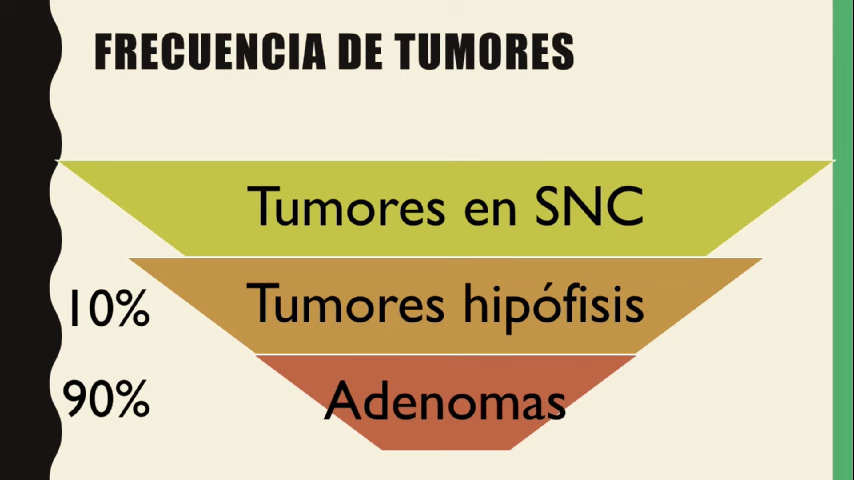 FRECUENCIA DE TUMORES
Tumores en SNC
10% Tumores hipófisis
90% Adenomas